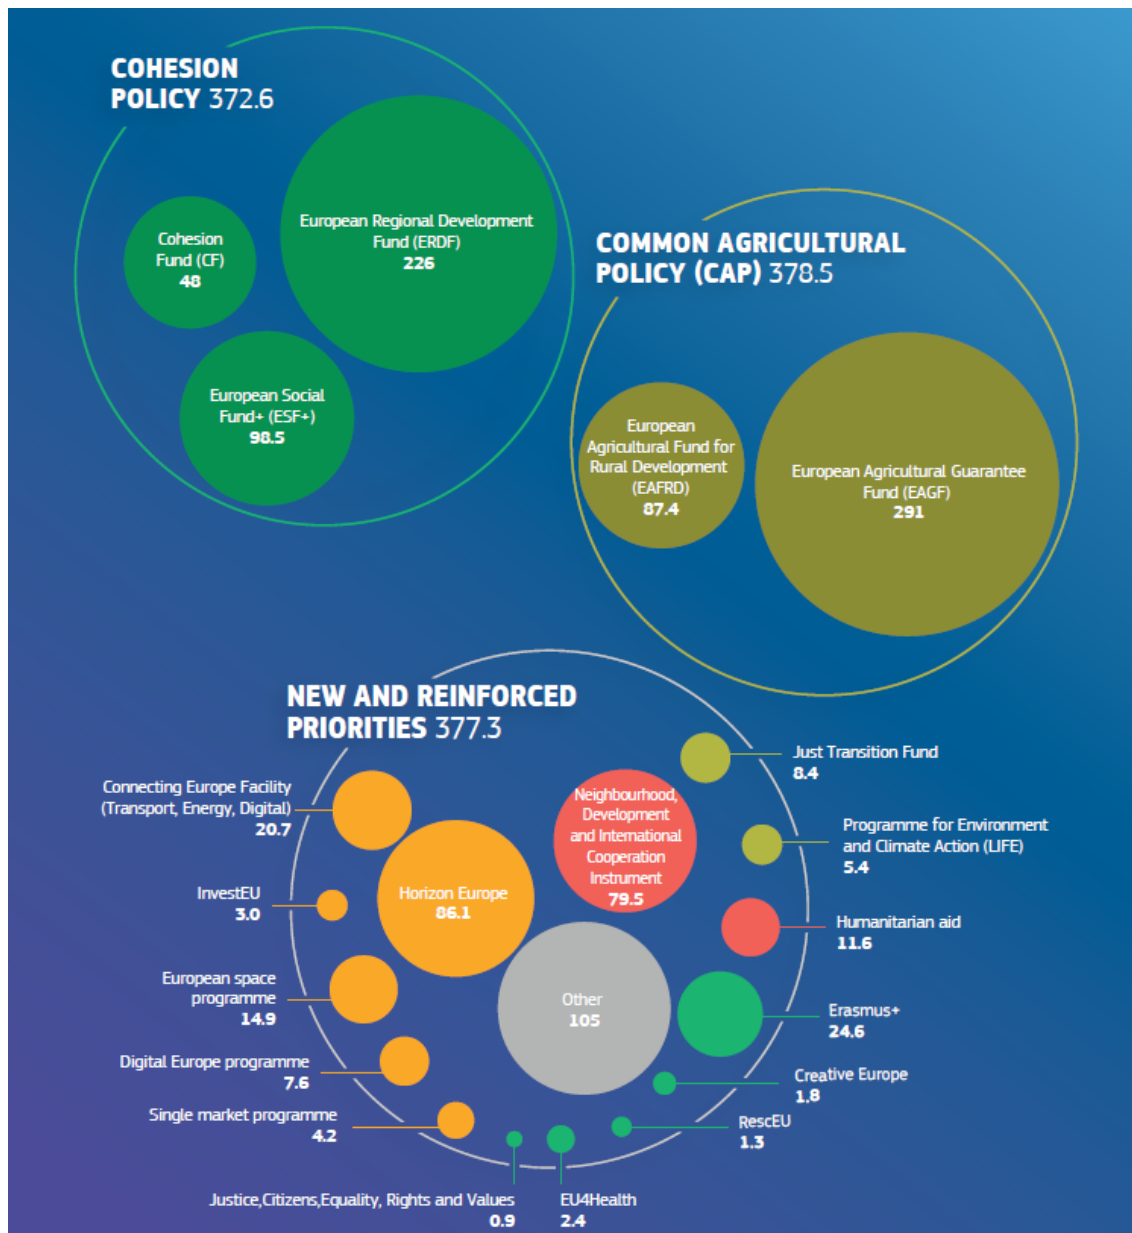 COHESION
POLICY 372.6
European Regional Development
Fund (ERDF)
226
Cohesion
Fund (CF)
48
European Social
Fund+ (ESF+)
98.5
COMMON AGRICULTURAL
POLICY (CAP) 378.5
European
Agricultural Fund for
Rural Development
(EAFRD)
87.4
European Agricultural Guarantee
Fund (EAGF)
291
NEW AND REINFORCED
PRIORITIES 377.3
Connecting Europe Facility
(Transport, Energy, Digital)
20.7
InvestEU
3.0
European space
programme
14.9
Digital Europe programme
7.6
Single market programme
4.2
Justice,Citizens,Equality, Rights and Values
0.9
EU4Health
2.4
Horizon Europe
86.1
Neighbourhood,
Development
and International
Cooperation
Instrument
79.5
Other
105
Just Transition Fund
8.4
Programme for Environment
and Climate Action (LIFE)
5.4
Humanitarian aid
11.6
Erasmus+
24.6
Creative Europe
1.8
RescEU
1.3